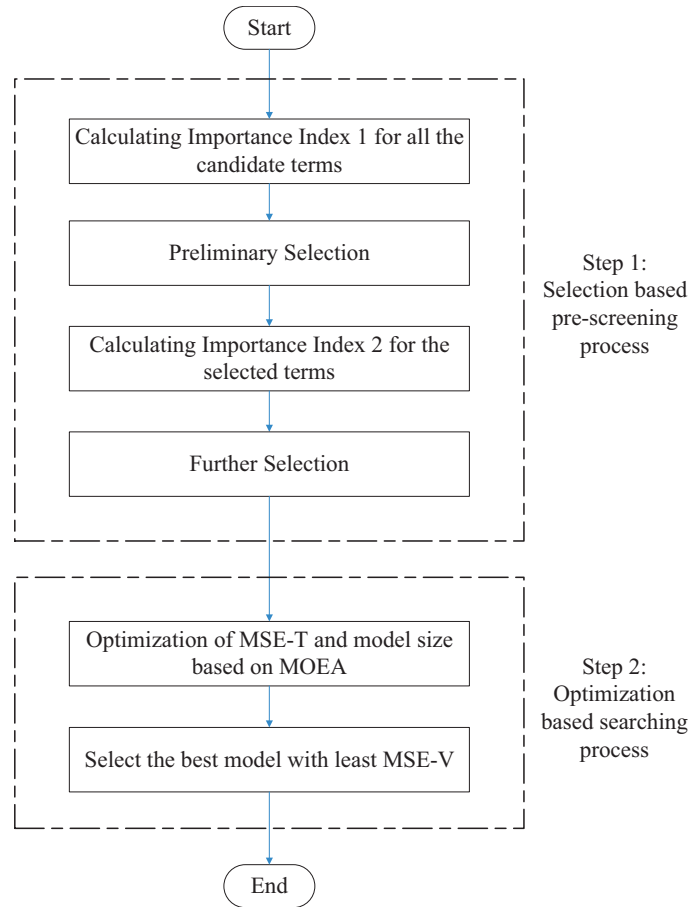 Start
Calculating Importance Index 1 for all the
candidate terms
Preliminary Selection
Calculating Importance Index 2 for the
selected terms
Further Selection
Step 1:
Selection based
pre-screening
process
Optimization of MSE-T and model size
based on MOEA
Select the best model with least MSE-V
Step 2:
Optimization
based searching
process
End